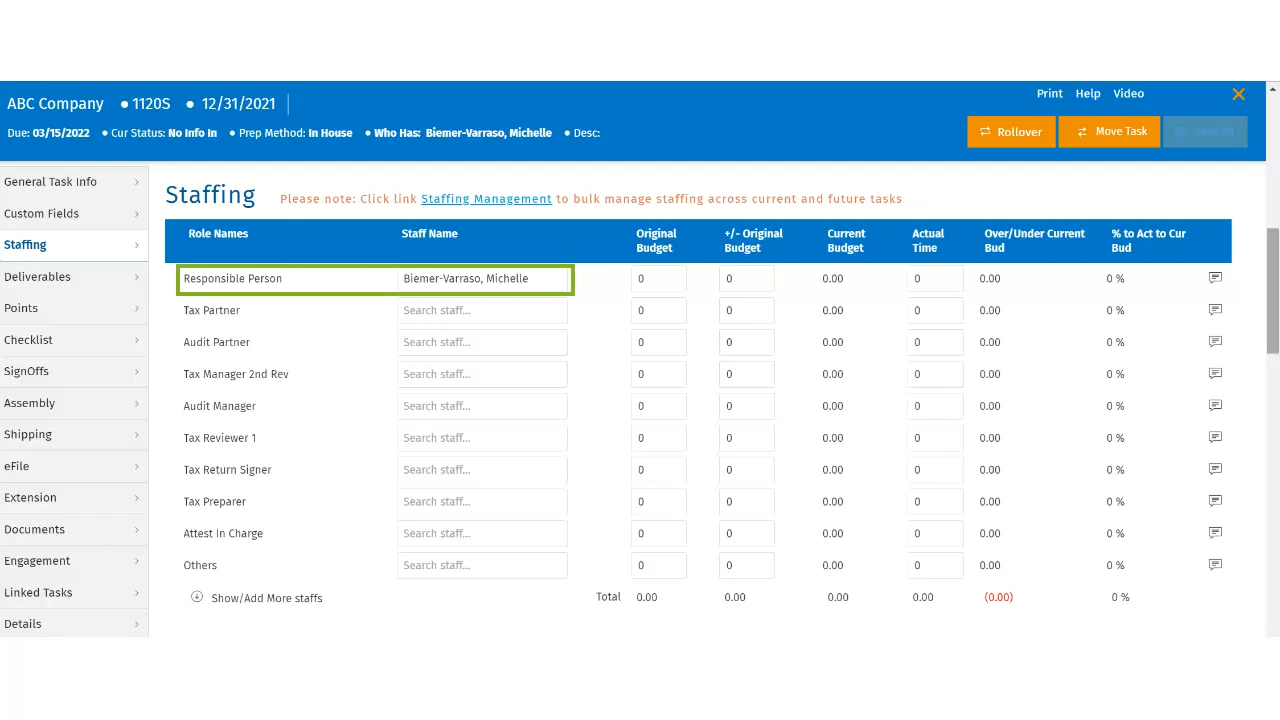 ABC Company ● 1120S ● 12/31/2021
Print Help Video
Due: 03/15/2022 ● Cur Status: No Info In ● Prep Method: In House ● Who Has: Biemer-Varraso, Michelle ● Desc:
Rollover Move Task
General Task Info
Custom Fields
Staffing
Deliverables
Points
Checklist
SignOffs
Assembly
Shipping
eFile
Extension
Documents
Engagement
Linked Tasks
Details
Staffing Please note: Click link Staffing Management to bulk manage staffing across current and future tasks
Role Names Staff Name Original Budget +/- Original Budget Current Budget Actual Time Over/Under Current Bud % to Act to Cur Bud
Responsible Person Biemer-Varraso, Michelle 0 0 0.00 0 0.00 0 %
Tax Partner Search staff... 0 0 0.00 0 0.00 0 %
Audit Partner Search staff... 0 0 0.00 0 0.00 0 %
Tax Manager 2nd Rev Search staff... 0 0 0.00 0 0.00 0 %
Audit Manager Search staff... 0 0 0.00 0 0.00 0 %
Tax Reviewer 1 Search staff... 0 0 0.00 0 0.00 0 %
Tax Return Signer Search staff... 0 0 0.00 0 0.00 0 %
Tax Preparer Search staff... 0 0 0.00 0 0.00 0 %
Attest In Charge Search staff... 0 0 0.00 0 0.00 0 %
Others Search staff... 0 0 0.00 0 0.00 0 %
Show/Add More staffs Total 0.00 0.00 0.00 0.00 (0.00) 0 %